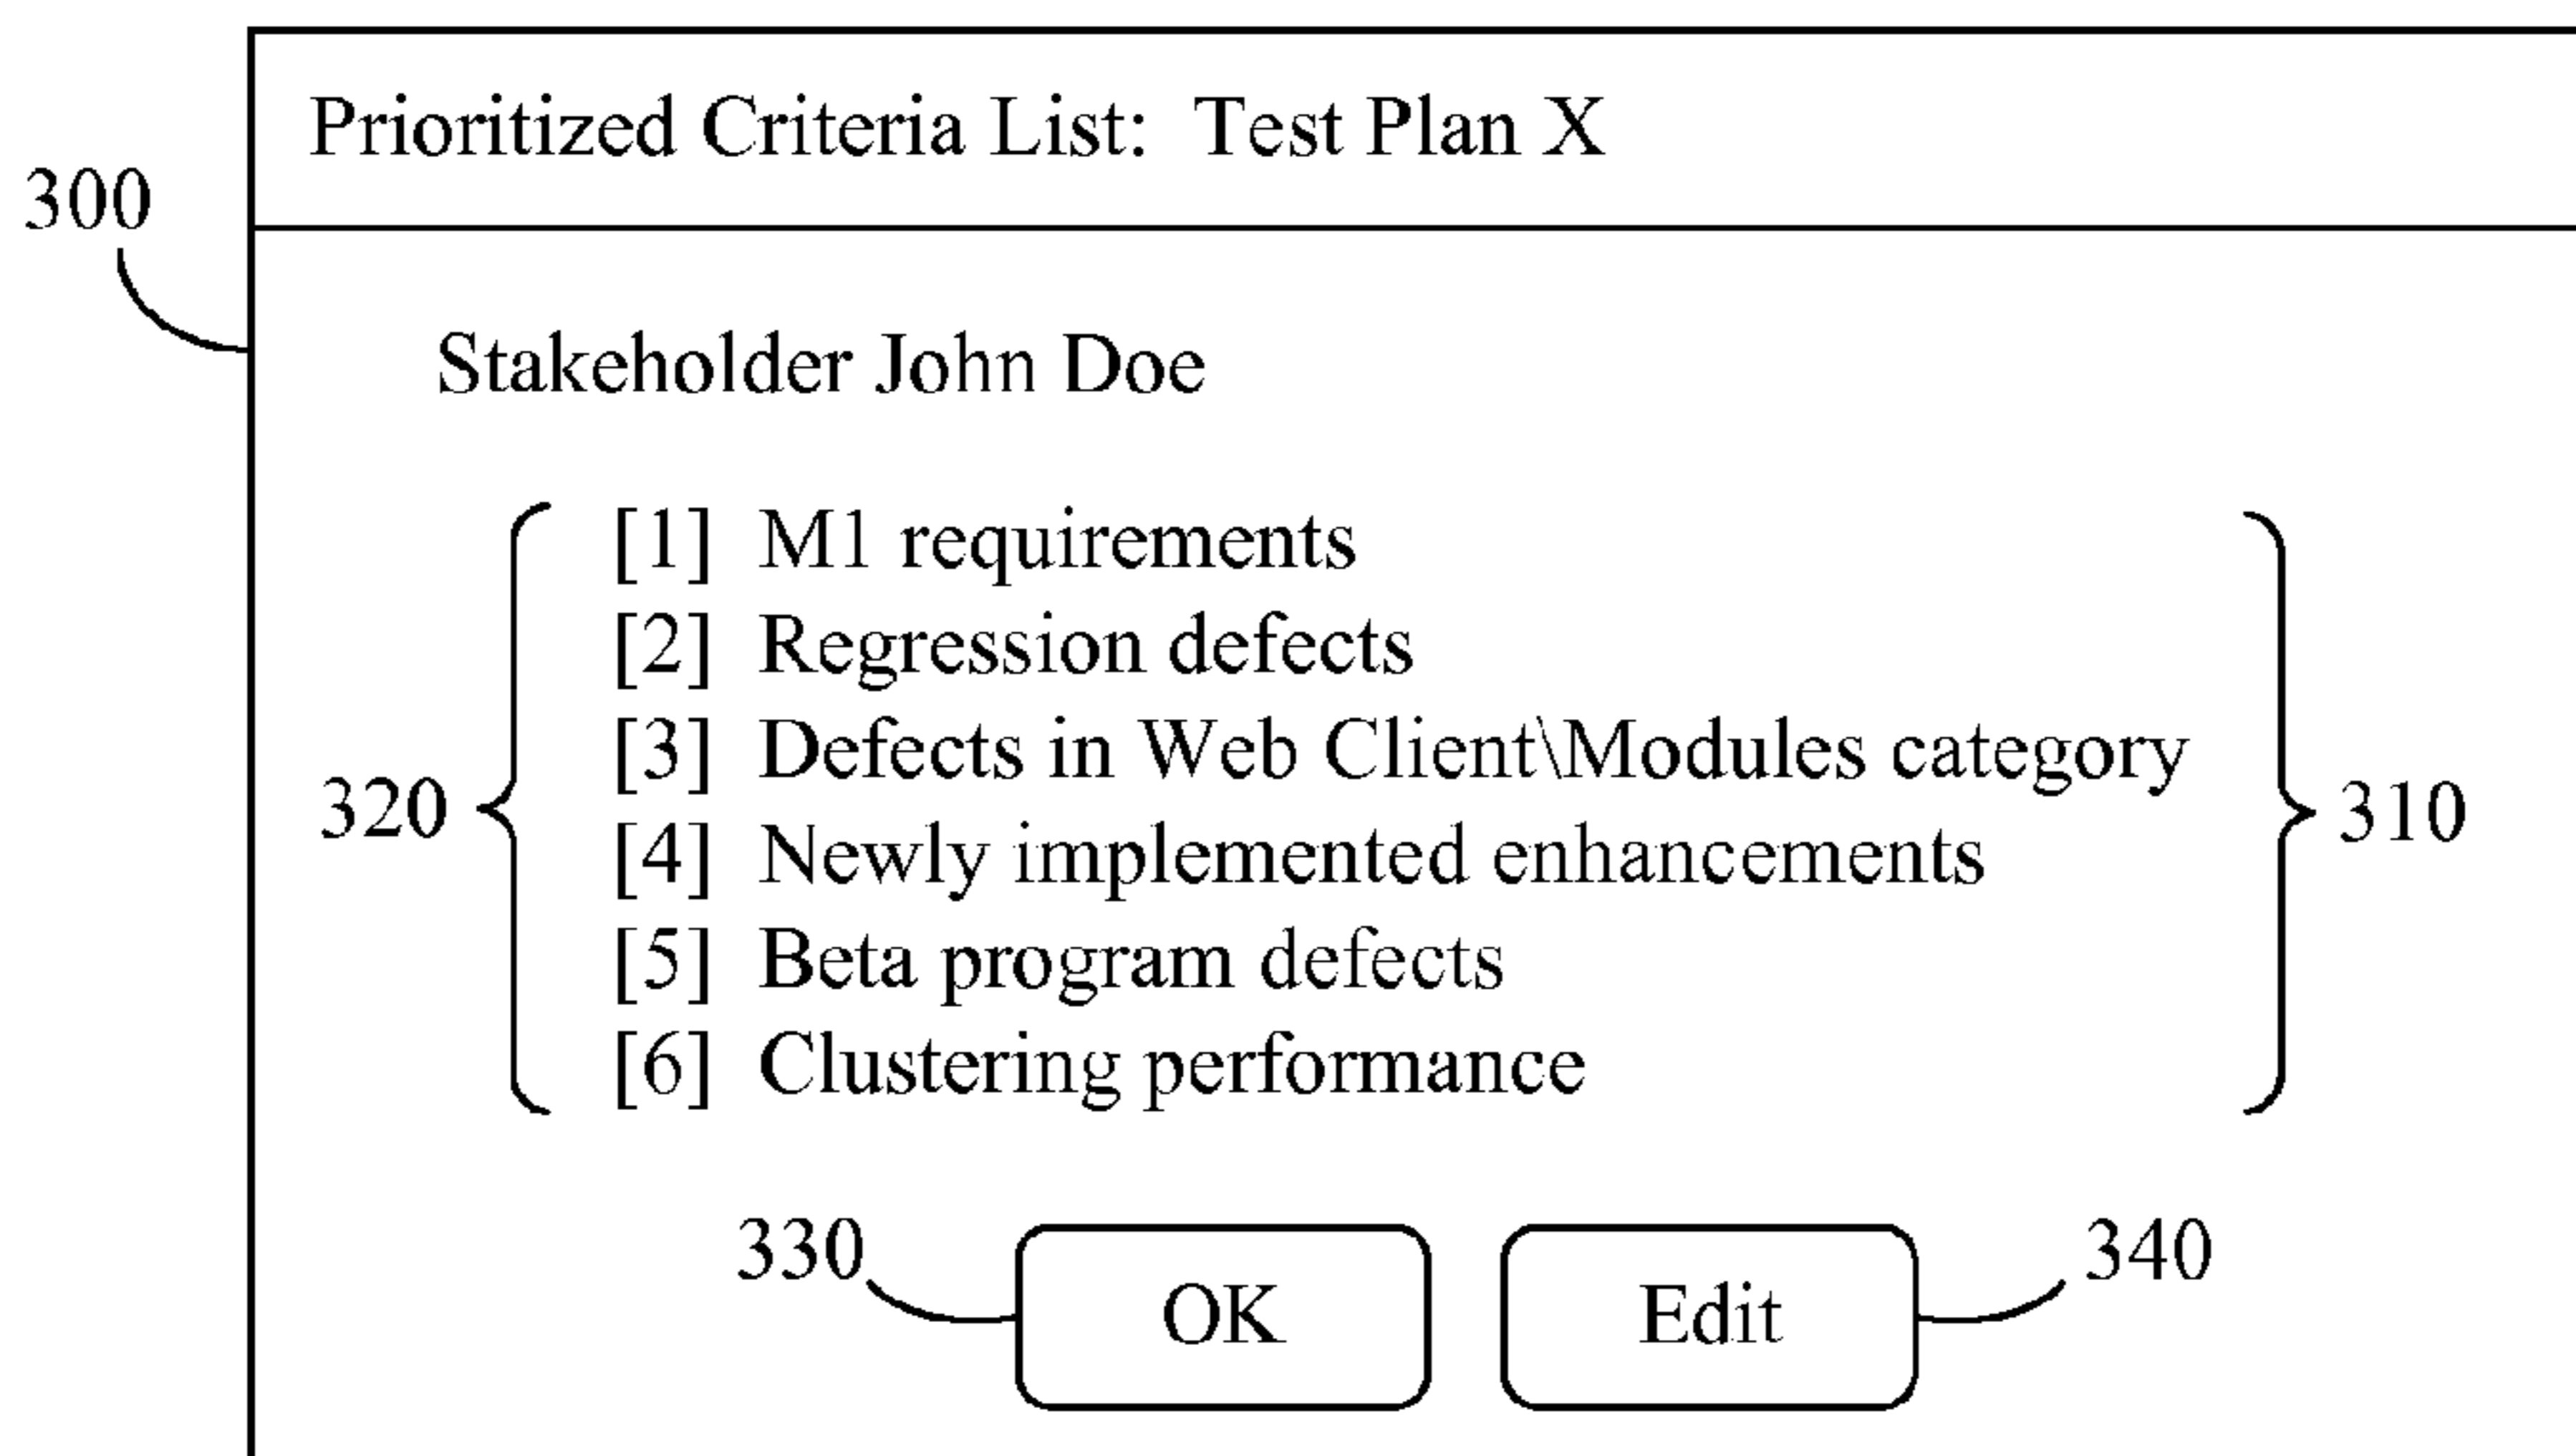 Prioritized Criteria List: Test Plan X
300
Stakeholder John Doe
[1] M1 requirements
[2] Regression defects
[3] Defects in Web Client\Modules category
320
310
[4] Newly implemented enhancements
[5] Beta program defects
[6] Clustering performance
330
OK
Edit
340